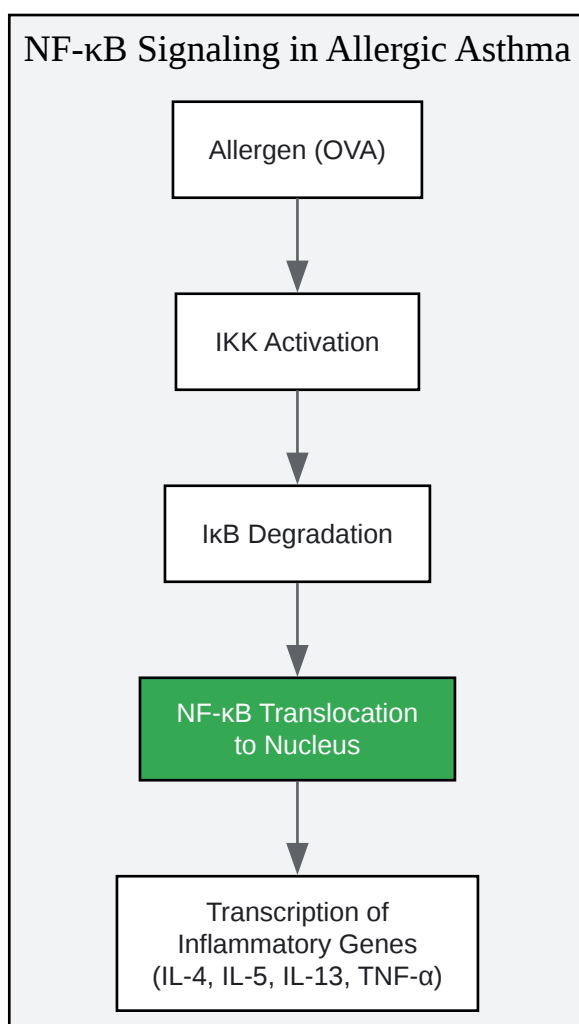 NF-κB Signaling in Allergic Asthma
Allergen (OVA)
IKK Activation
IκB Degradation
NF-κB Translocation
to Nucleus
Transcription of
Inflammatory Genes
(IL-4, IL-5, IL-13, TNF-α)